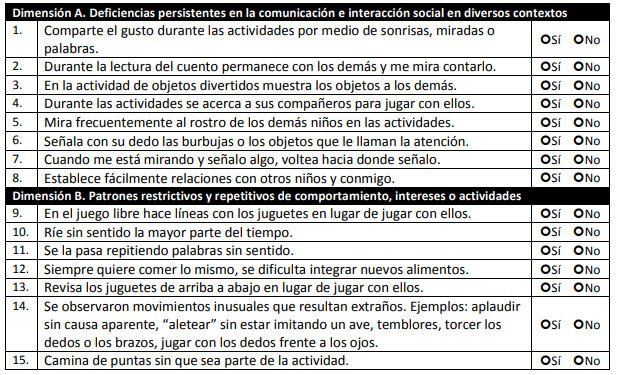 Dimensión A. Deficiencias persistentes en la comunicación e interacción social en diversos contextos
1. Comparte el gusto durante las actividades por medio de sonrisas, miradas o
palabras. Sí No
2. Durante la lectura del cuento permanece con los demás y me mira contarlo. Sí No
3. En la actividad de objetos divertidos muestra los objetos a los demás. Sí No
4. Durante las actividades se acerca a sus compañeros para jugar con ellos. Sí No
5. Mira frecuentemente al rostro de los demás niños en las actividades. Sí No
6. Señala con su dedo las burbujas o los objetos que le llaman la atención. Sí No
7. Cuando me está mirando y señalo algo, voltea hacia donde señalo. Sí No
8. Establece fácilmente relaciones con otros niños y conmigo. Sí No
Dimensión B. Patrones restrictivos y repetitivos de comportamiento, intereses o actividades
9. En el juego libre hace líneas con los juguetes en lugar de jugar con ellos. Sí No
10. Ríe sin sentido la mayor parte del tiempo. Sí No
11. Se la pasa repitiendo palabras sin sentido. Sí No
12. Siempre quiere comer lo mismo, se dificulta integrar nuevos alimentos. Sí No
13. Revisa los juguetes de arriba a abajo en lugar de jugar con ellos. Sí No
14. Se observaron movimientos inusuales que resultan extraños. Ejemplos: aplaudir
sin causa aparente, “aletear” sin estar imitando un ave, temblores, torcer los
dedos o los brazos, jugar con los dedos frente a los ojos. Sí No
15. Camina de puntas sin que sea parte de la actividad. Sí No